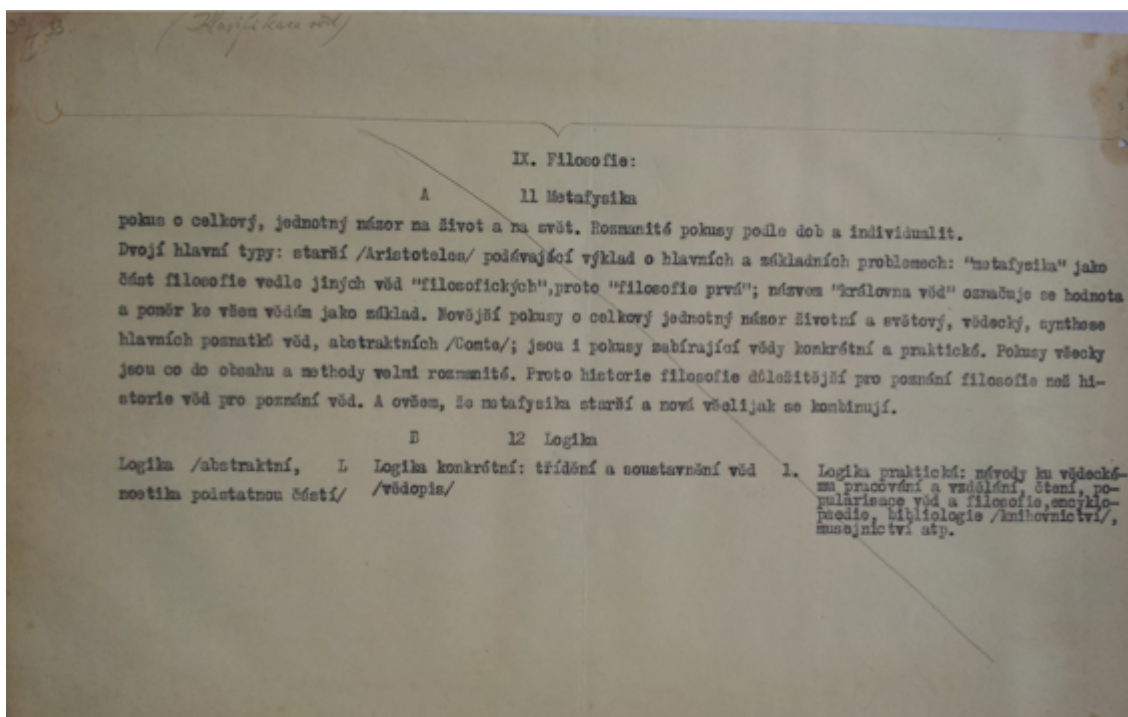 33.
(Klasifikace věd)
IX. Filosofie:
A 11 Metafysika
pokus o celkový, jednotný názor na život a na svět. Rozmanité pokusy podle dob a individualit.
Dvojí hlavní typy: starší /Aristoteles/ podávající výklad o hlavních a základních problemech: "metafysika" jako
část filosofie vedle jiných věd "filosofických",proto "filosofie prvá"; názvem "královna věd" označuje se hodnota
a poměr ke všem vědám jako základ. Novější pokusy o celkový jednotný názor životní a světový, vědecký, synthese
hlavních poznatků věd, abstraktních /Comte/; jsou i pokusy zabírající vědy konkrétní a praktické. Pokusy všecky
jsou co do obsahu a methody velmi rozmanité. Proto historie filosofie důležitější pro poznání filosofie než hi-
storie věd pro poznání věd. A ovšem, že metafysika starší a nová všelijak se kombinují.
B 12 Logika
Logika /abstraktní, L Logika konkrétní: třídění a soustavnění věd 1. Logika praktická: návody ku vědecké-
nostika podstatnou částí/ /vědopis/ mu pracování a vzdělání, čtení, po-
pularisace věd a filosofie,encyklo-
paedie, bibliologie /knihovnictví/,
musejnictví atp.